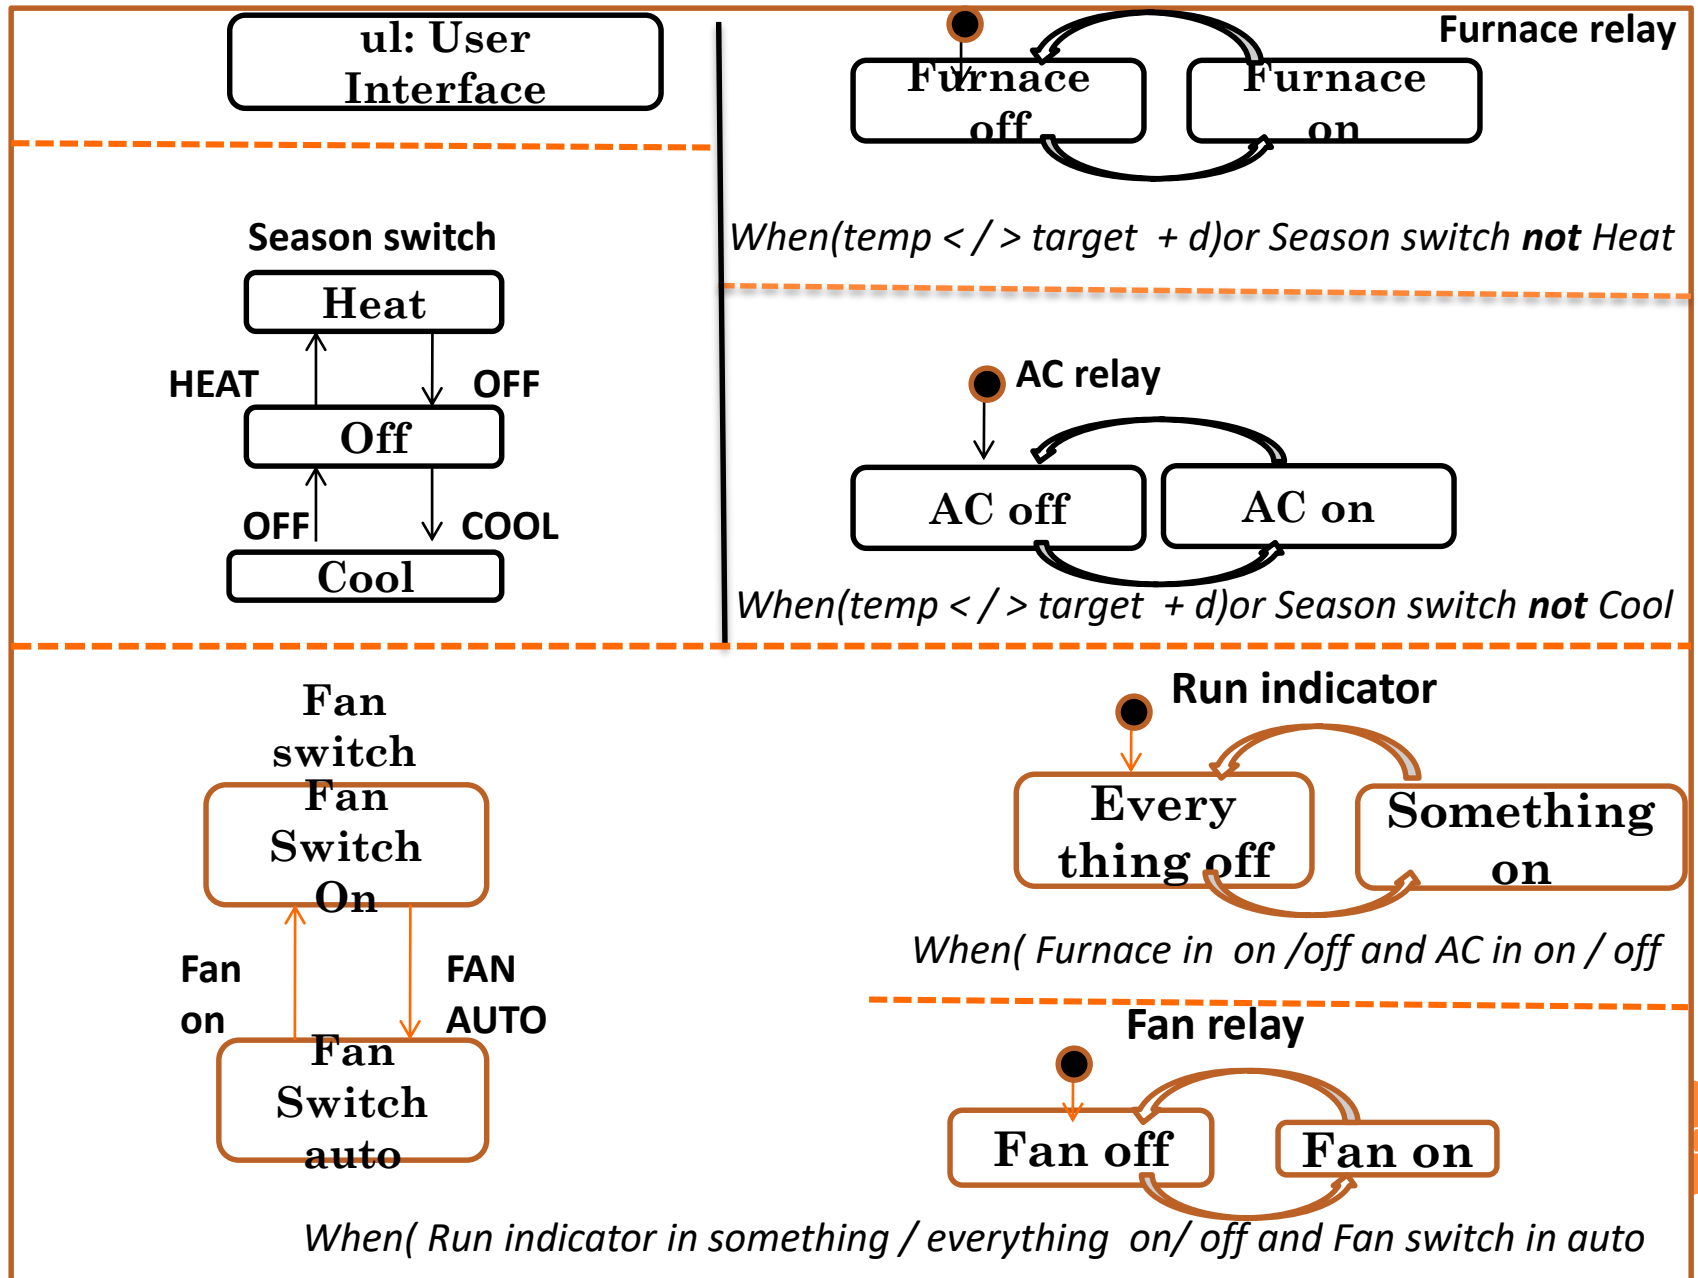 ul: User
Interface
Season switch
Heat
HEAT
OFF
Off
OFF
COOL
Cool
Furnace relay
Furnace
off
Furnace
on
When(temp < / > target + d)or Season switch not Heat
AC relay
AC off
AC on
When(temp < / > target + d)or Season switch not Cool
Fan
switch
Fan
Switch
On
Fan
on
FAN
AUTO
Fan
Switch
auto
Run indicator
Every
thing off
Something
on
When( Furnace in on /off and AC in on / off
Fan relay
Fan off
Fan on
When( Run indicator in something / everything on/ off and Fan switch in auto